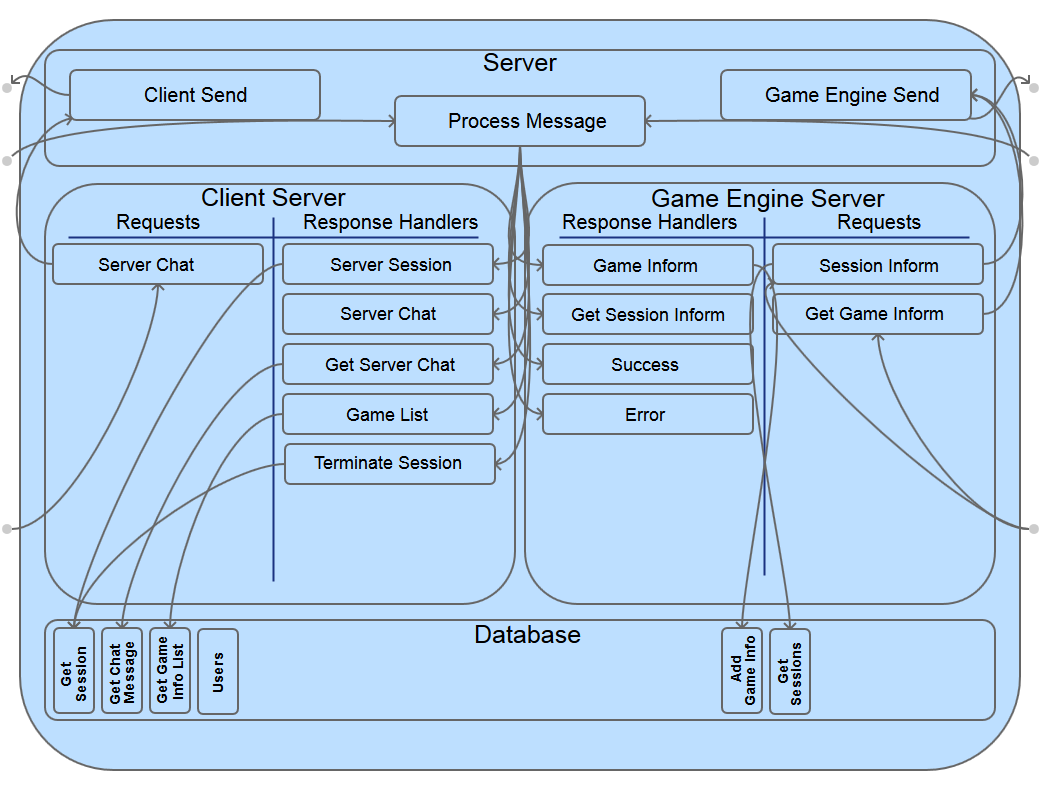 Server
Client Send
Game Engine Send
Process Message
Client Server
Requests
Response Handlers
Server Chat
Server Session
Server Chat
Get Server Chat
Game List
Terminate Session
Game Engine Server
Response Handlers
Requests
Game Inform
Get Session Inform
Success
Error
Session Inform
Get Game Inform
Database
Get
Session
Get Chat
Message
Get Game
Info List
Users
Add
Game Info
Get
Sessions